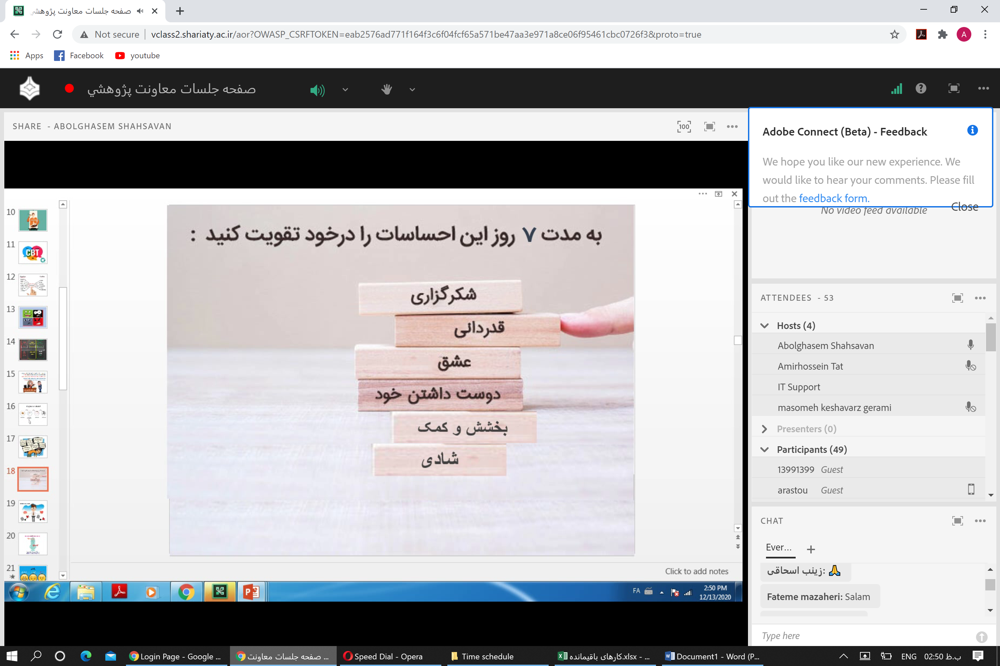 صفحه جلسات معاونت پژوهشي
Not secure
vclass2.shariaty.ac.ir/aor?OWASP_CSRFTOKEN=eab2576ad771f164f3c6f04fcf65a571be47aa3e971a8ce06f95461cbc0726f3&proto=true
A
Apps
Facebook
youtube
صفحه جلسات معاونت پژوهشي
SHARE - ABOLGHASEM SHAHSAVAN
100
Adobe Connect (Beta) - Feedback
We hope you like our new experience. We
would like to hear your comments. Please fill
out the feedback form.
Close
No video feed available
10
11
CBT
12
13
14
15
16
17
18
19
20
21
به مدت ۷ روز این احساسات را درخود تقویت کنید :
شکرگزاری
قدردانی
عشق
دوست داشتن خود
بخشش و کمک
شادی
Click to add notes
FA
2:50 PM
12/13/2020
ATTENDEES - 53
Hosts (4)
Abolghasem Shahsavan
Amirhossein Tat
IT Support
masomeh keshavarz gerami
Presenters (0)
Participants (49)
13991399 Guest
arastou Guest
CHAT
Ever...
زینب اسحاقی: 🙏
Fateme mazaheri: Salam
Type here
Login Page - Google ...
صفحه جلسات معاونت ...
Speed Dial - Opera
Time schedule
کارهای باقیمانده.xlsx - ...
Document1 - Word (P...
ENG
02:50 ب.ظ